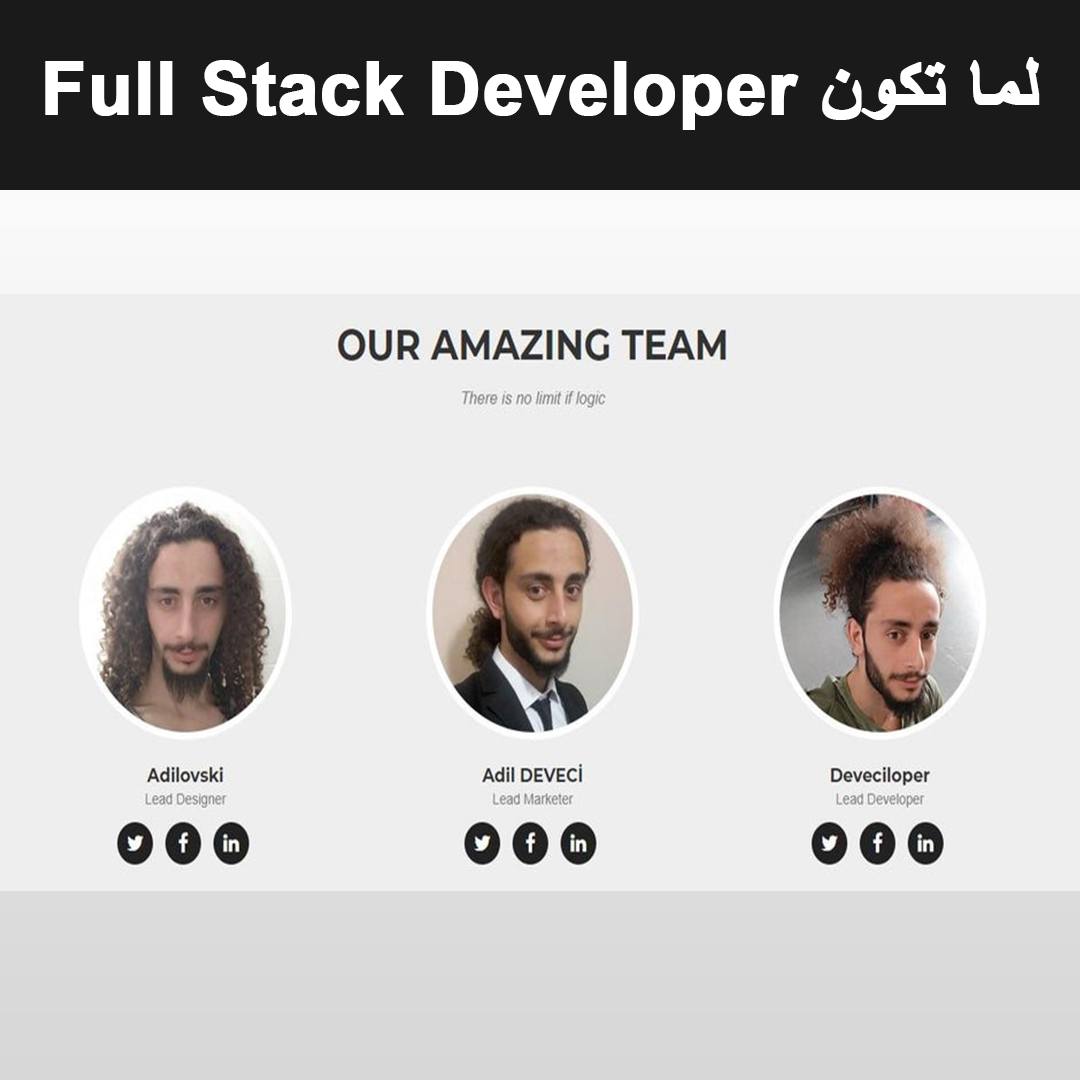 لما تكون Full Stack Developer
OUR AMAZING TEAM
There is no limit if logic
Adilovski
Lead Designer
Adil DEVECİ
Lead Marketer
Deveciloper
Lead Developer